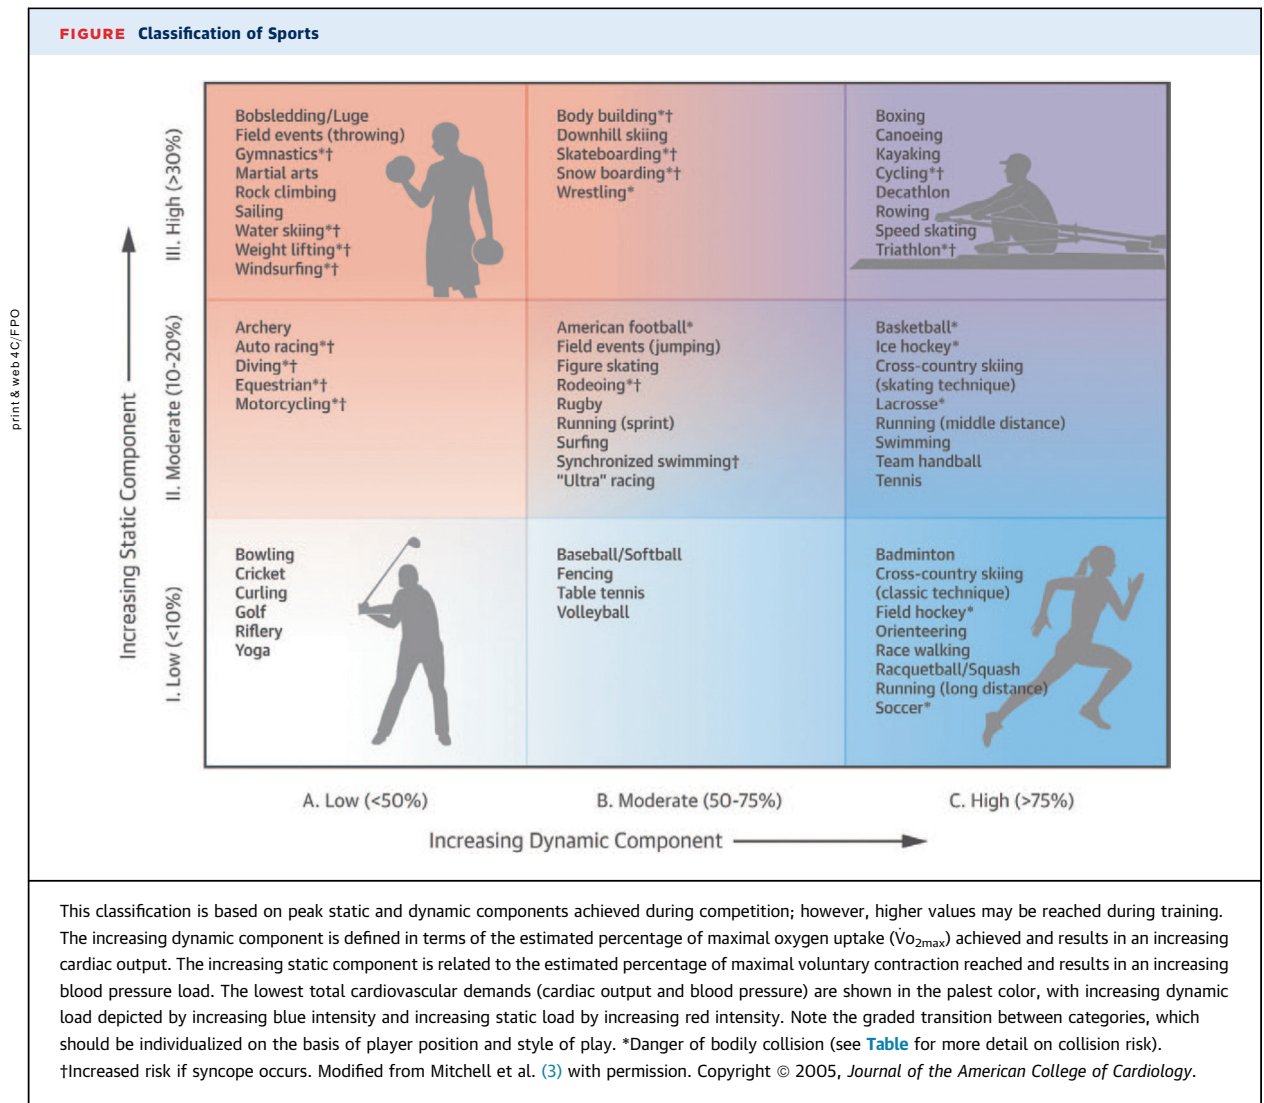 FIGURE Classification of Sports
print & web 4C/FPO
Increasing Static Component
III. High (>30%)
Bobsledding/Luge
Field events (throwing)
Gymnastics*†
Martial arts
Rock climbing
Sailing
Water skiing*†
Weight lifting*†
Windsurfing*†
Body building*†
Downhill skiing
Skateboarding*†
Snow boarding*†
Wrestling*
Boxing
Canoeing
Kayaking
Cycling*†
Decathlon
Rowing
Speed skating
Triathlon*†
II. Moderate (10-20%)
Archery
Auto racing*†
Diving*†
Equestrian*†
Motorcycling*†
American football*
Field events (jumping)
Figure skating
Rodeoing*†
Rugby
Running (sprint)
Surfing
Synchronized swimming†
"Ultra" racing
Basketball*
Ice hockey*
Cross-country skiing
(skating technique)
Lacrosse*
Running (middle distance)
Swimming
Team handball
Tennis
I. Low (<10%)
Bowling
Cricket
Curling
Golf
Riflery
Yoga
Baseball/Softball
Fencing
Table tennis
Volleyball
Badminton
Cross-country skiing
(classic technique)
Field hockey*
Orienteering
Race walking
Racquetball/Squash
Running (long distance)
Soccer*
A. Low (<50%)
B. Moderate (50-75%)
C. High (>75%)
Increasing Dynamic Component
This classification is based on peak static and dynamic components achieved during competition; however, higher values may be reached during training.
The increasing dynamic component is defined in terms of the estimated percentage of maximal oxygen uptake (V̇o2max) achieved and results in an increasing
cardiac output. The increasing static component is related to the estimated percentage of maximal voluntary contraction reached and results in an increasing
blood pressure load. The lowest total cardiovascular demands (cardiac output and blood pressure) are shown in the palest color, with increasing dynamic
load depicted by increasing blue intensity and increasing static load by increasing red intensity. Note the graded transition between categories, which
should be individualized on the basis of player position and style of play. *Danger of bodily collision (see Table for more detail on collision risk).
†Increased risk if syncope occurs. Modified from Mitchell et al. (3) with permission. Copyright © 2005, Journal of the American College of Cardiology.